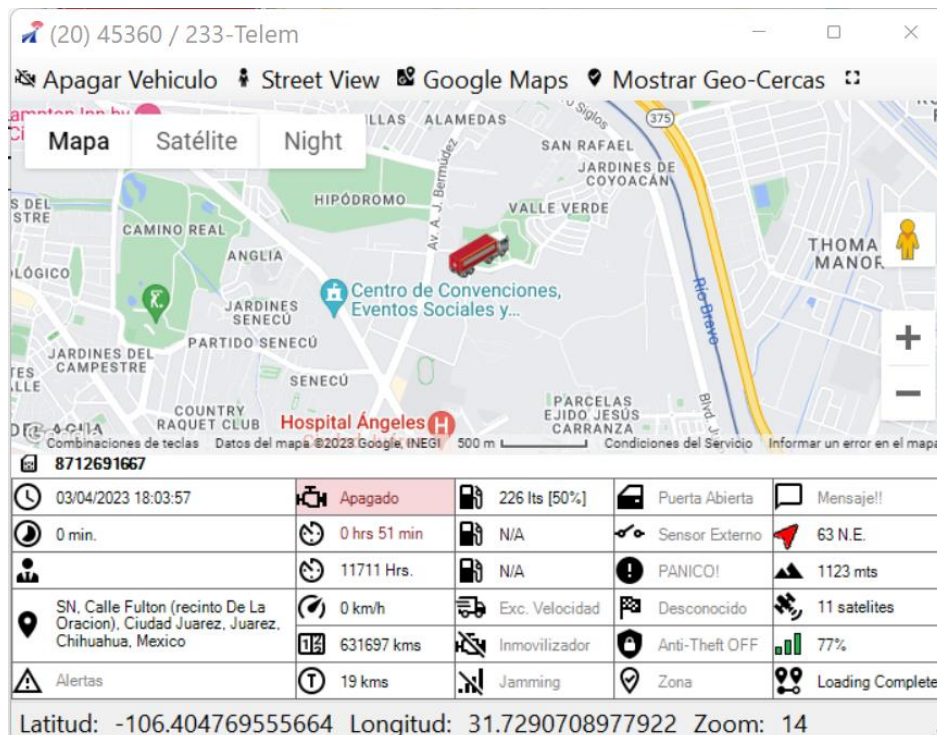 (20) 45360 / 233-Telem
Apagar Vehiculo Street View Google Maps Mostrar Geo-Cercas
Mapa Satélite Night
ALAMEDAS
Siglos
375
SAN RAFAEL
JARDINES DE
COYOACÁN
Av. A. J. Bermúdez
HIPÓDROMO
VALLE VERDE
CAMINO REAL
ANGLIA
THOMA
MANOR
Centro de Convenciones,
Eventos Sociales y...
JARDINES
SENECÚ
Río Bravo
PARTIDO SENECÚ
JARDINES DEL
CAMPESTRE
SENECÚ
COUNTRY
RAQUET CLUB
Hospital Ángeles
H
PARCELAS
EJIDO JESÚS
CARRANZA
Blvd.
Combinaciones de teclas Datos del mapa ©2023 Google, INEGI 500 m Condiciones del Servicio Informar un error en el mapa
8712691667
03/04/2023 18:03:57 Apagado 226 lts [50%] Puerta Abierta Mensaje!!
0 min. 0 hrs 51 min N/A Sensor Externo 63 N.E.
11711 Hrs. N/A PANICO! 1123 mts
SN, Calle Fulton (recinto De La
Oracion), Ciudad Juarez, Juarez,
Chihuahua, Mexico
0 km/h Exc. Velocidad Desconocido 11 satelites
631697 kms Inmovilizador Anti-Theft OFF 77%
Alertas 19 kms Jamming Zona Loading Complete
Latitud: -106.404769555664 Longitud: 31.7290708977922 Zoom: 14